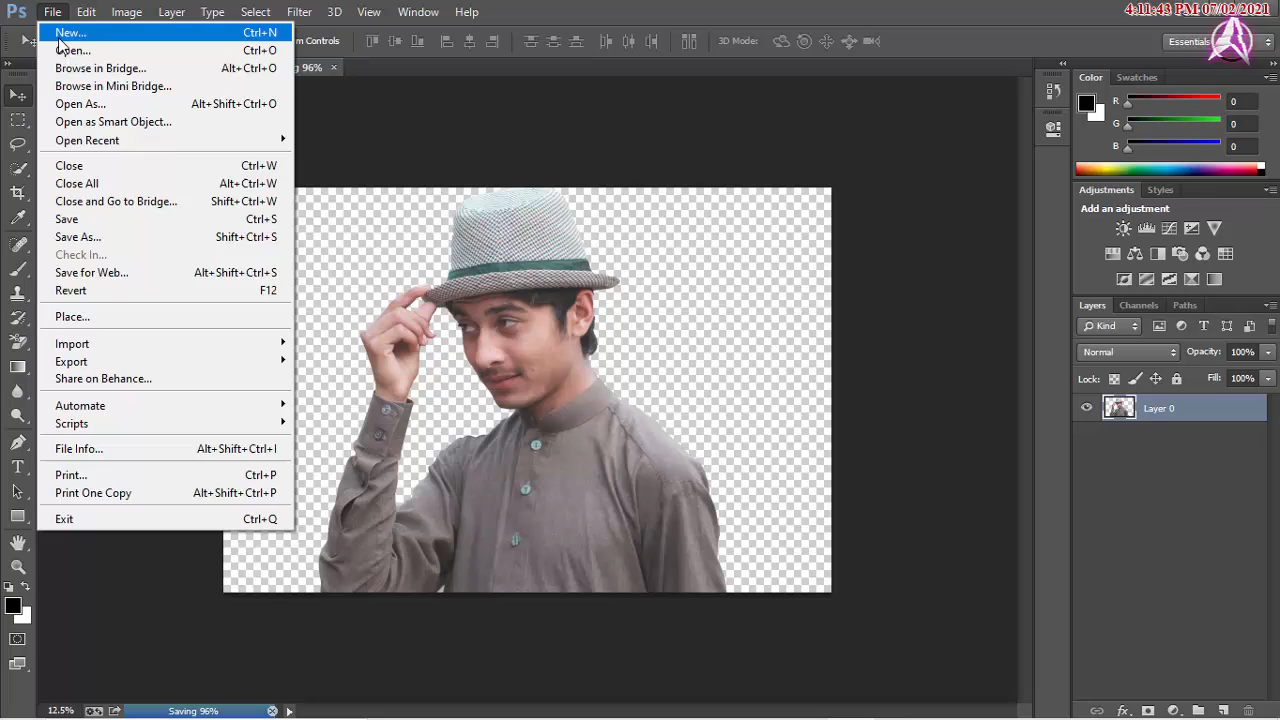 Ps File Edit Image Layer Type Select Filter 3D View Window Help
4:11:43 PM 07/02/2021
m Controls 3D Mode: Essentials
g 96% ×
New... Ctrl+N
Open... Ctrl+O
Browse in Bridge... Alt+Ctrl+O
Browse in Mini Bridge...
Open As... Alt+Shift+Ctrl+O
Open as Smart Object...
Open Recent
Close Ctrl+W
Close All Alt+Ctrl+W
Close and Go to Bridge... Shift+Ctrl+W
Save Ctrl+S
Save As... Shift+Ctrl+S
Check In...
Save for Web... Alt+Shift+Ctrl+S
Revert F12
Place...
Import
Export
Share on Behance...
Automate
Scripts
File Info... Alt+Shift+Ctrl+I
Print... Ctrl+P
Print One Copy Alt+Shift+Ctrl+P
Exit Ctrl+Q
Color Swatches
R 0
G 0
B 0
Adjustments Styles
Add an adjustment
Layers Channels Paths
Kind
Normal Opacity: 100%
Lock: Fill: 100%
Layer 0
12.5% Saving 96%